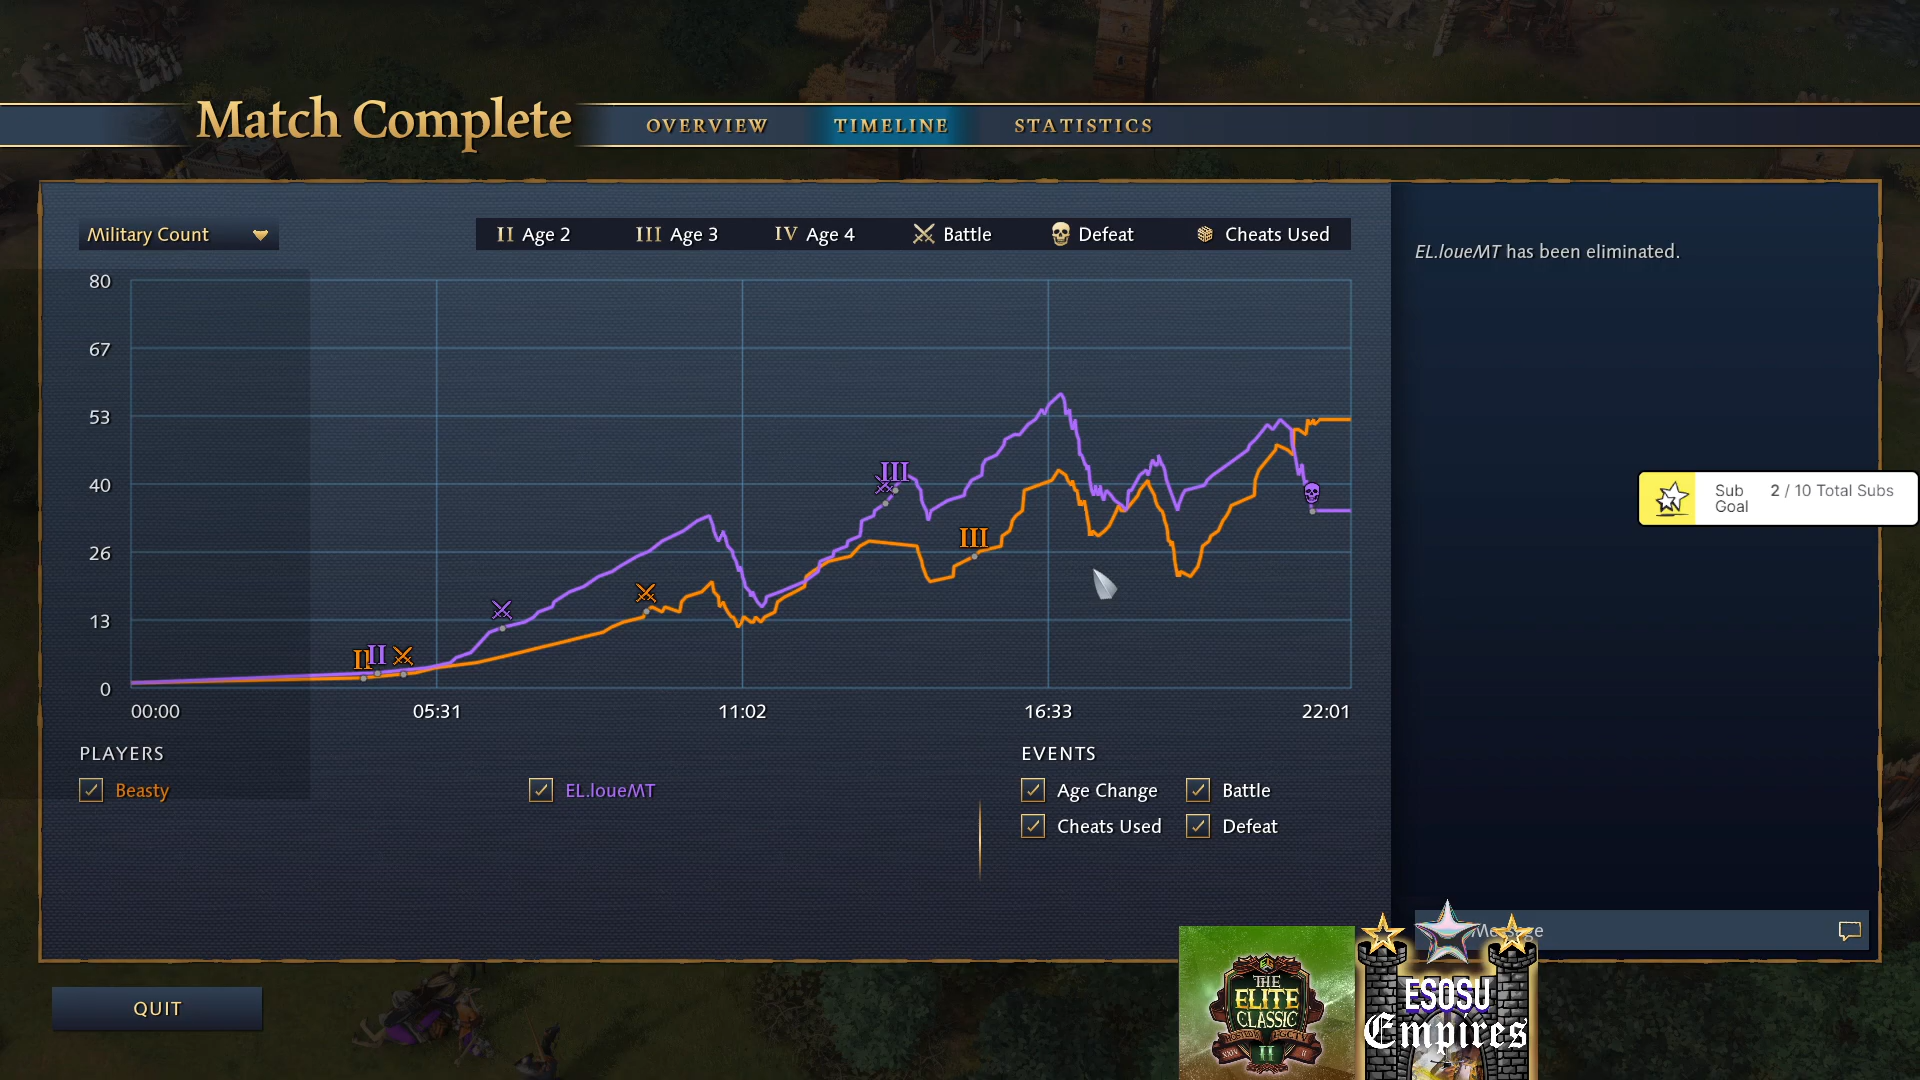 Match Complete
OVERVIEW
TIMELINE
STATISTICS
Military Count
II Age 2
III Age 3
IV Age 4
Battle
Defeat
Cheats Used
EL.loueMT has been eliminated.
80
67
53
40
26
13
0
II
II
III
III
00:00
05:31
11:02
16:33
22:01
Sub Goal
2 / 10 Total Subs
PLAYERS
Beasty
EL.loueMT
EVENTS
Age Change
Battle
Cheats Used
Defeat
QUIT
THE
ELITE
CLASSIC
II
ESOSU
Empires